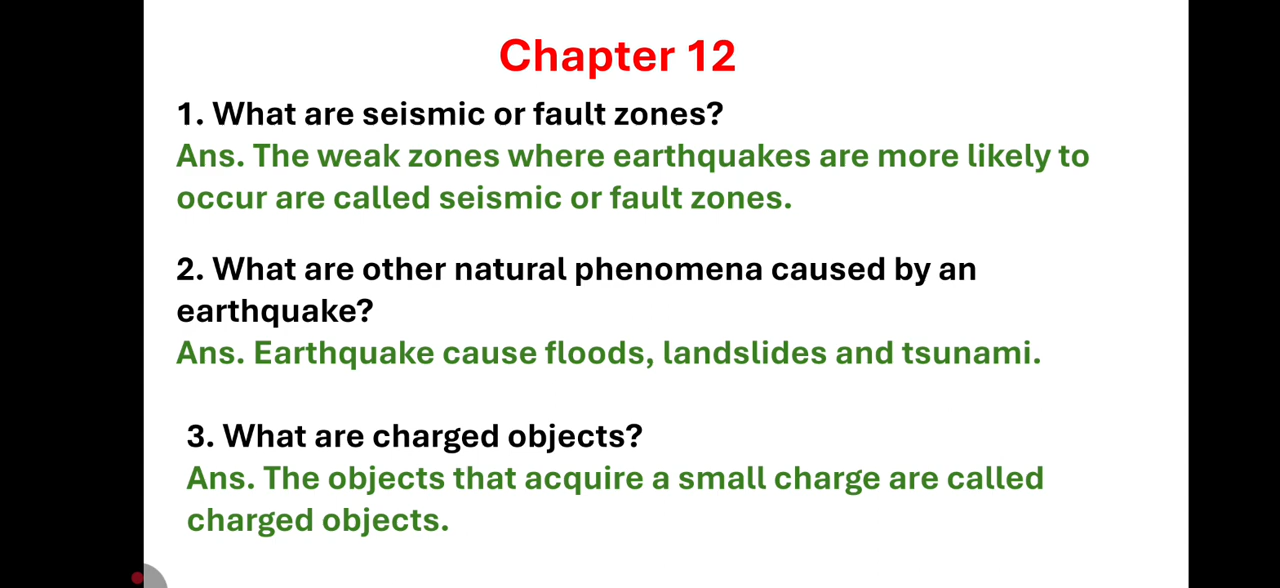 Chapter 12
1. What are seismic or fault zones?
Ans. The weak zones where earthquakes are more likely to
occur are called seismic or fault zones.
2. What are other natural phenomena caused by an
earthquake?
Ans. Earthquake cause floods, landslides and tsunami.
3. What are charged objects?
Ans. The objects that acquire a small charge are called
charged objects.